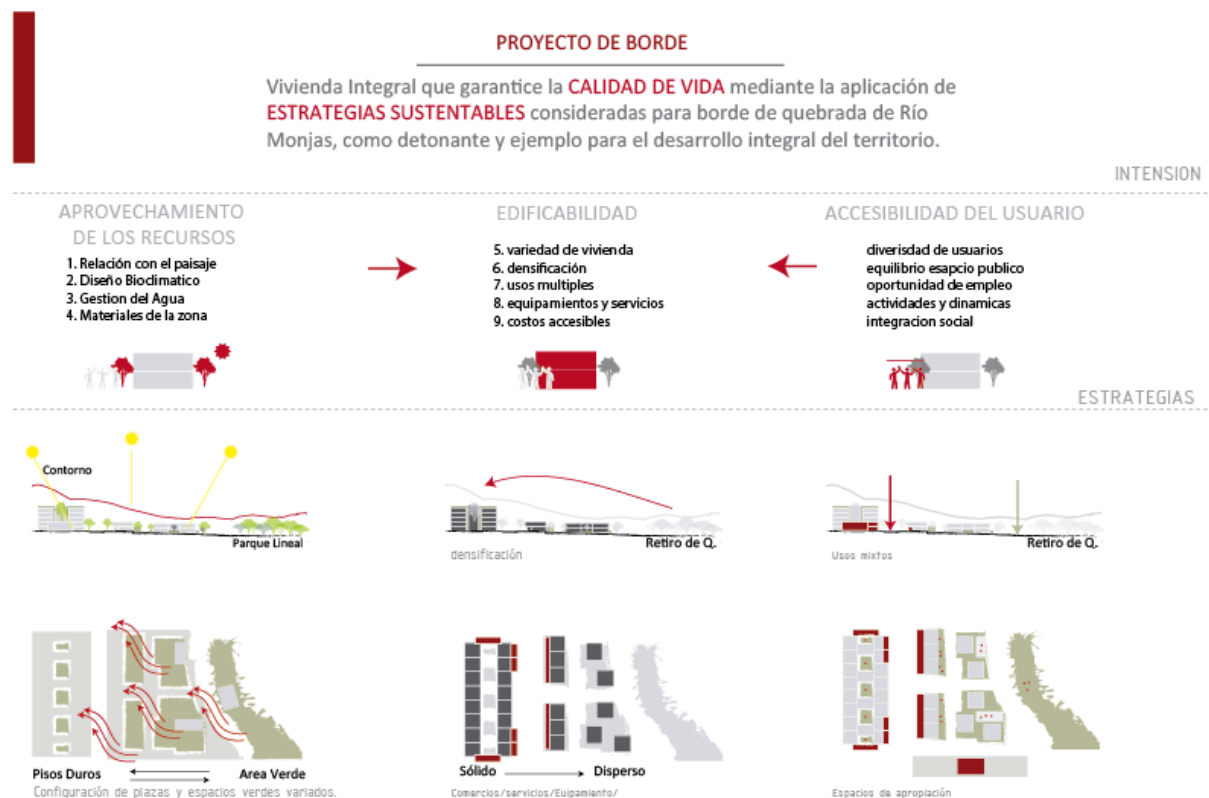 PROYECTO DE BORDE
Vivienda Integral que garantice la CALIDAD DE VIDA mediante la aplicación de
ESTRATEGIAS SUSTENTABLES consideradas para borde de quebrada de Río
Monjas, como detonante y ejemplo para el desarrollo integral del territorio.
INTENSION
APROVECHAMIENTO
DE LOS RECURSOS
1. Relación con el paisaje
2. Diseño Bioclimatico
3. Gestion del Agua
4. Materiales de la zona
EDIFICABILIDAD
5. variedad de vivienda
6. densificación
7. usos multiples
8. equipamientos y servicios
9. costos accesibles
ACCESIBILIDAD DEL USUARIO
diverisdad de usuarios
equilibrio esapcio publico
oportunidad de empleo
actividades y dinamicas
integracion social
ESTRATEGIAS
Contorno
Parque Lineal
densificación
Retiro de Q.
Usos mixtos
Retiro de Q.
Pisos Duros
Area Verde
Configuración de plazas y espacios verdes variados.
Sólido
Disperso
Comercios/servicios/Euipamiento/
Espacios de apropiación